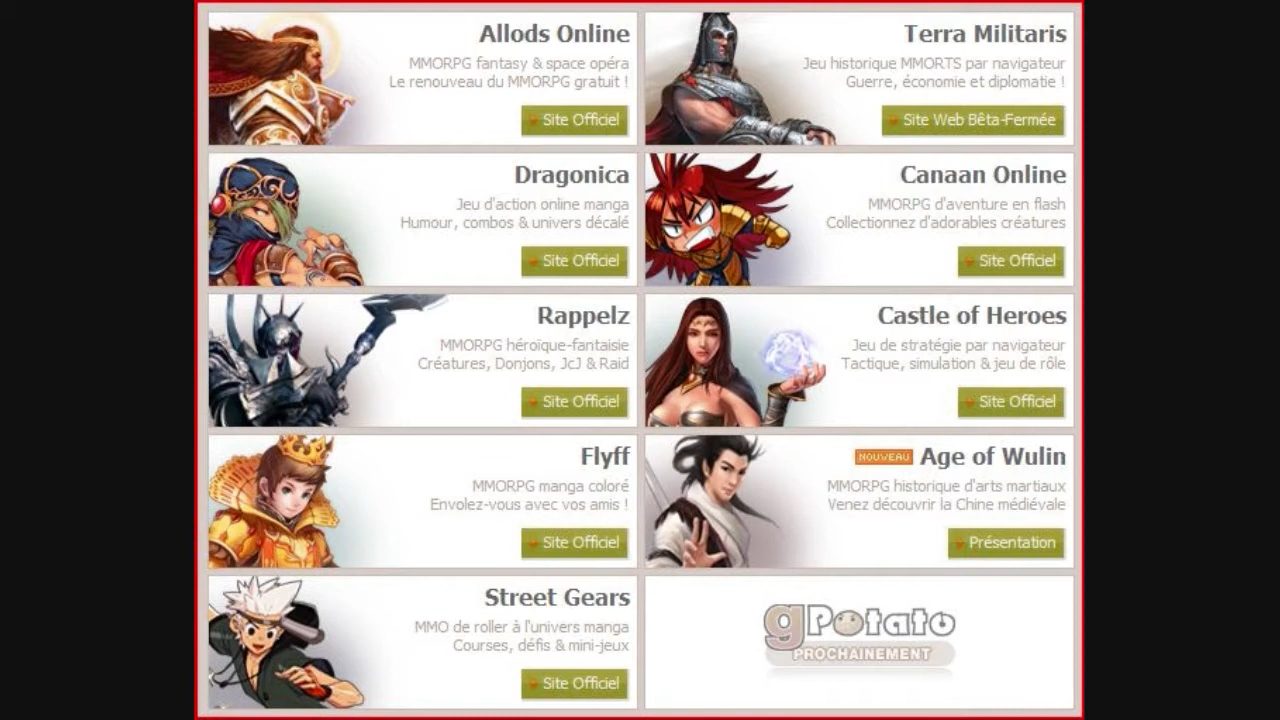 Allods Online
MMORPG fantasy & space opéra
Le renouveau du MMORPG gratuit !
Site Officiel
Terra Militaris
Jeu historique MMORTS par navigateur
Guerre, économie et diplomatie !
Site Web Bêta-Fermée
Dragonica
Jeu d'action online manga
Humour, combos & univers décalé
Site Officiel
Canaan Online
MMORPG d'aventure en flash
Collectionnez d'adorables créatures
Site Officiel
Rappelz
MMORPG héroïque-fantaisie
Créatures, Donjons, JcJ & Raid
Site Officiel
Castle of Heroes
Jeu de stratégie par navigateur
Tactique, simulation & jeu de rôle
Site Officiel
Flyff
MMORPG manga coloré
Envolez-vous avec vos amis !
Site Officiel
NOUVEAU Age of Wulin
MMORPG historique d'arts martiaux
Venez découvrir la Chine médiévale
Présentation
Street Gears
MMO de roller à l'univers manga
Courses, défis & mini-jeux
Site Officiel
gPotato
PROCHAINEMENT